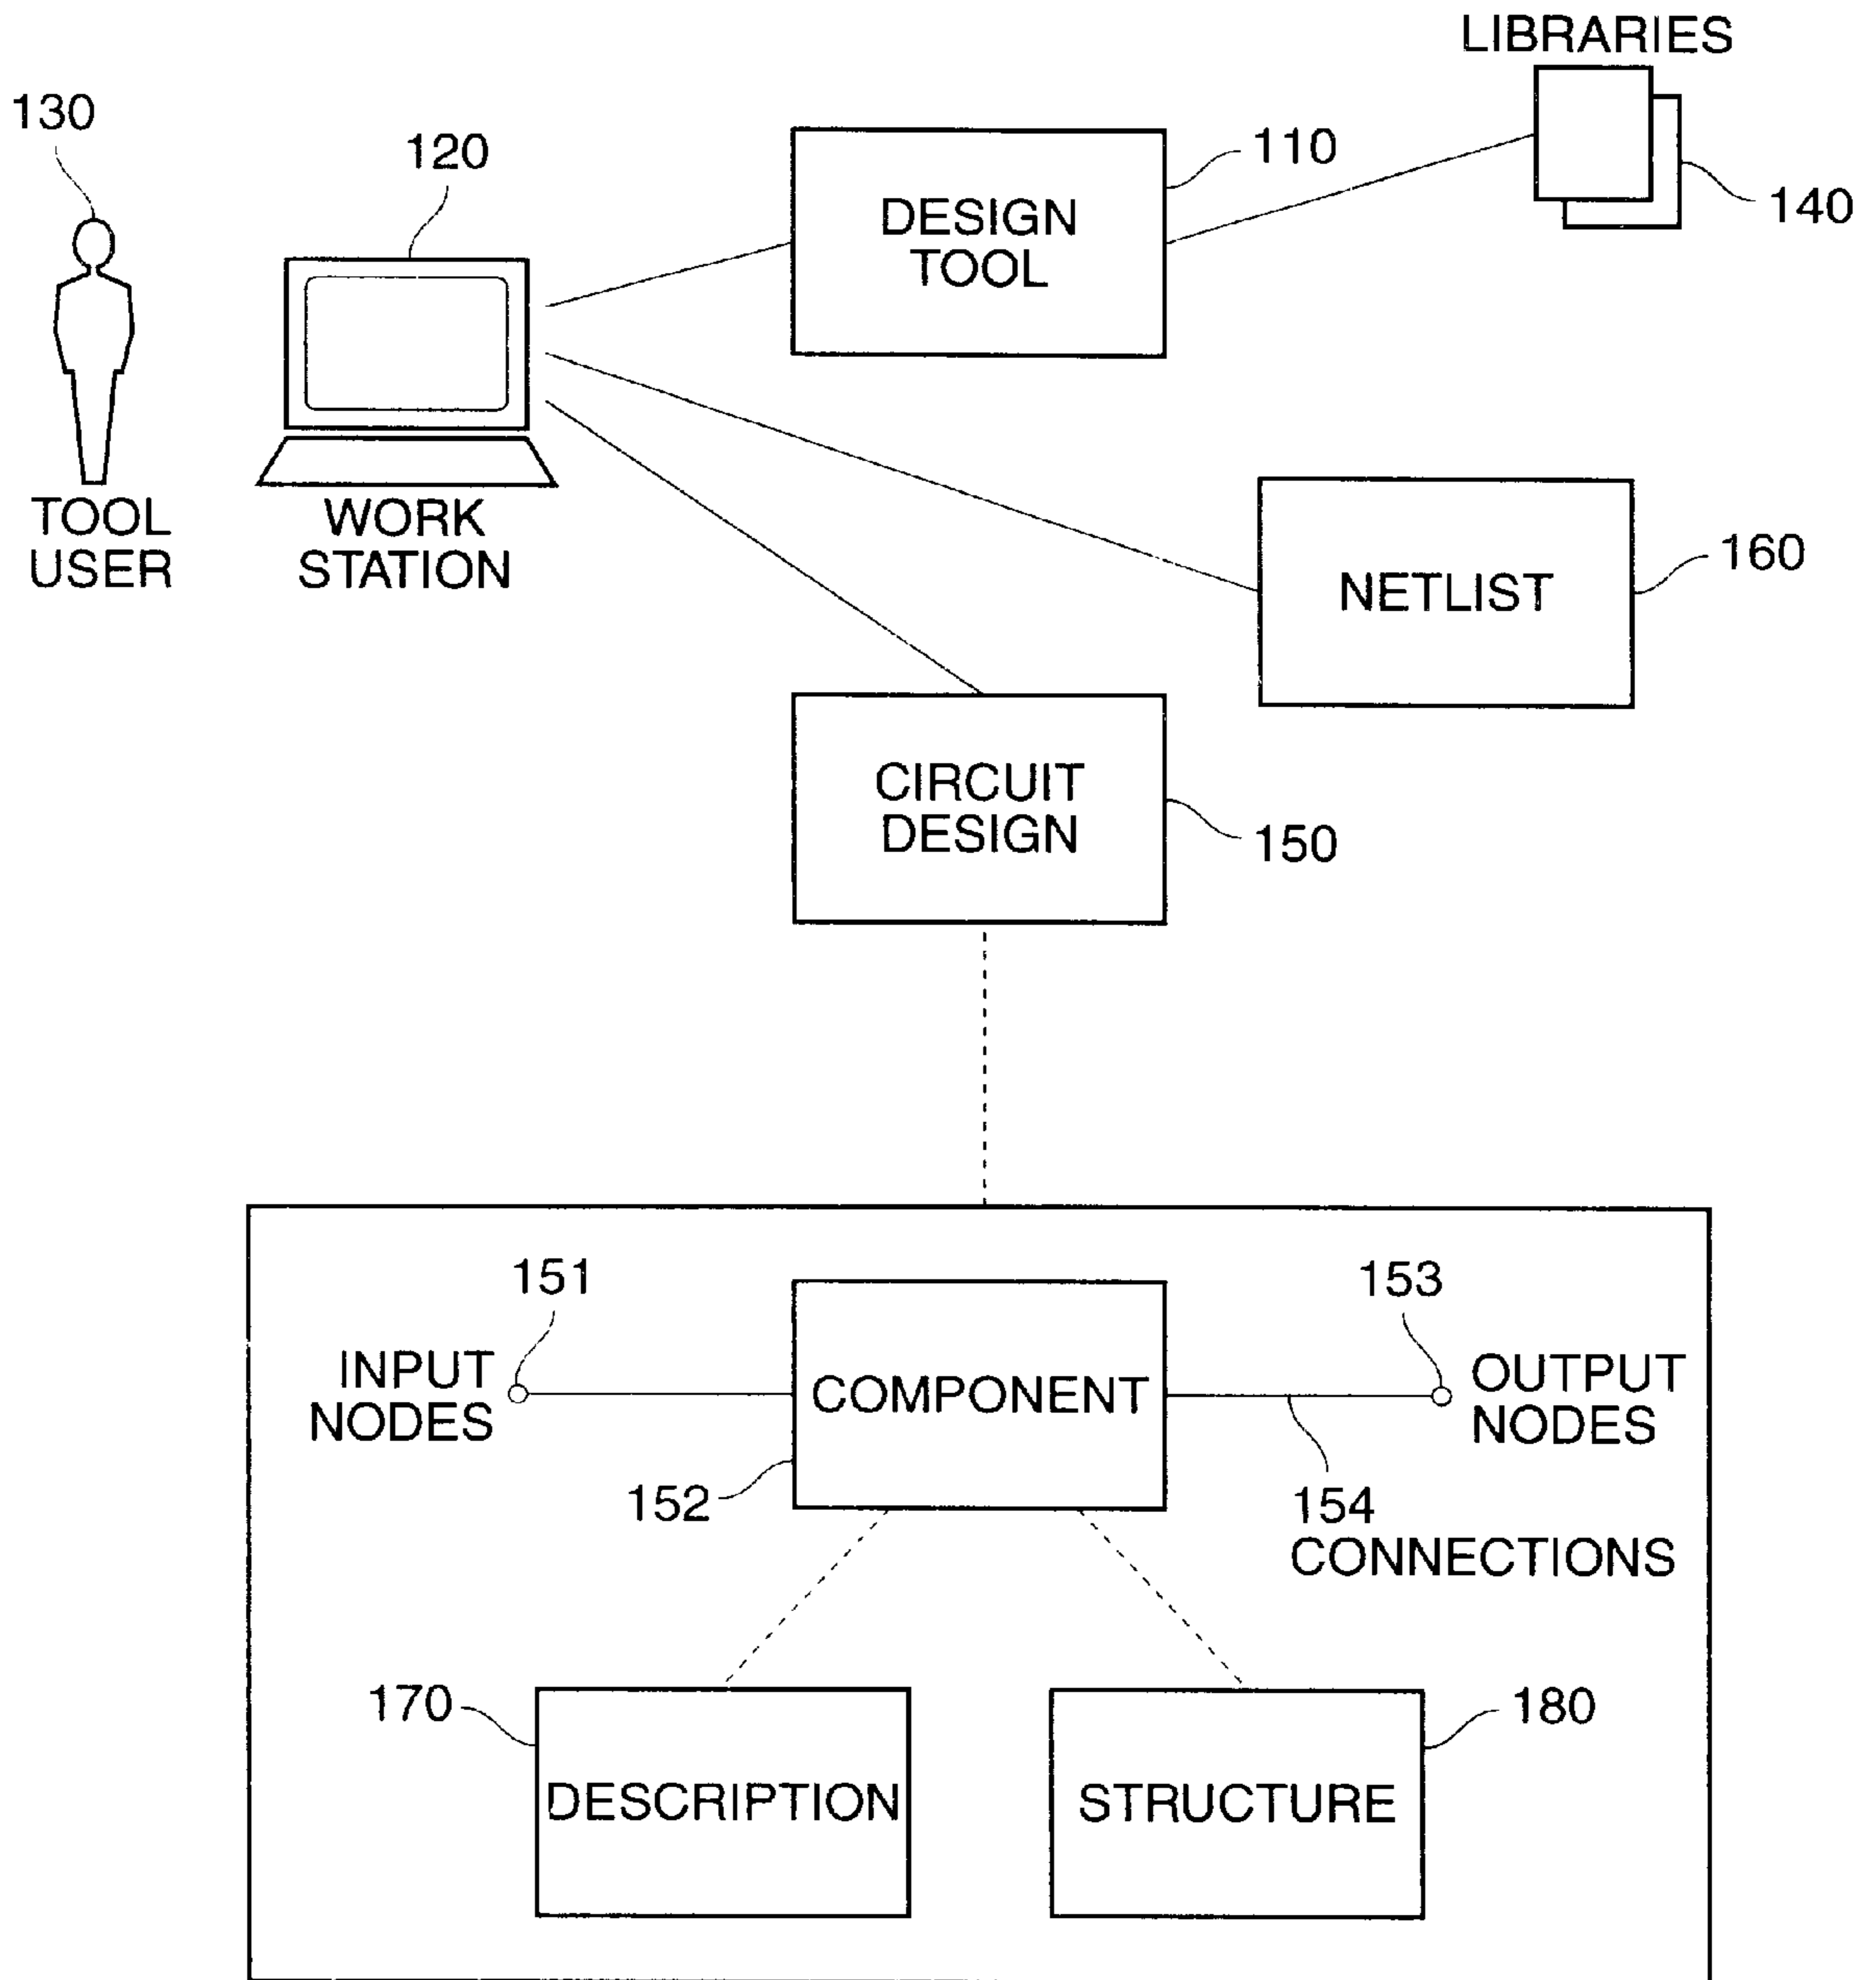 LIBRARIES
130
120
110
140
DESIGN
TOOL
TOOL
USER
WORK
STATION
160
NETLIST
CIRCUIT
DESIGN
150
151
153
INPUT
NODES
COMPONENT
OUTPUT
NODES
152
154
CONNECTIONS
170
180
DESCRIPTION
STRUCTURE